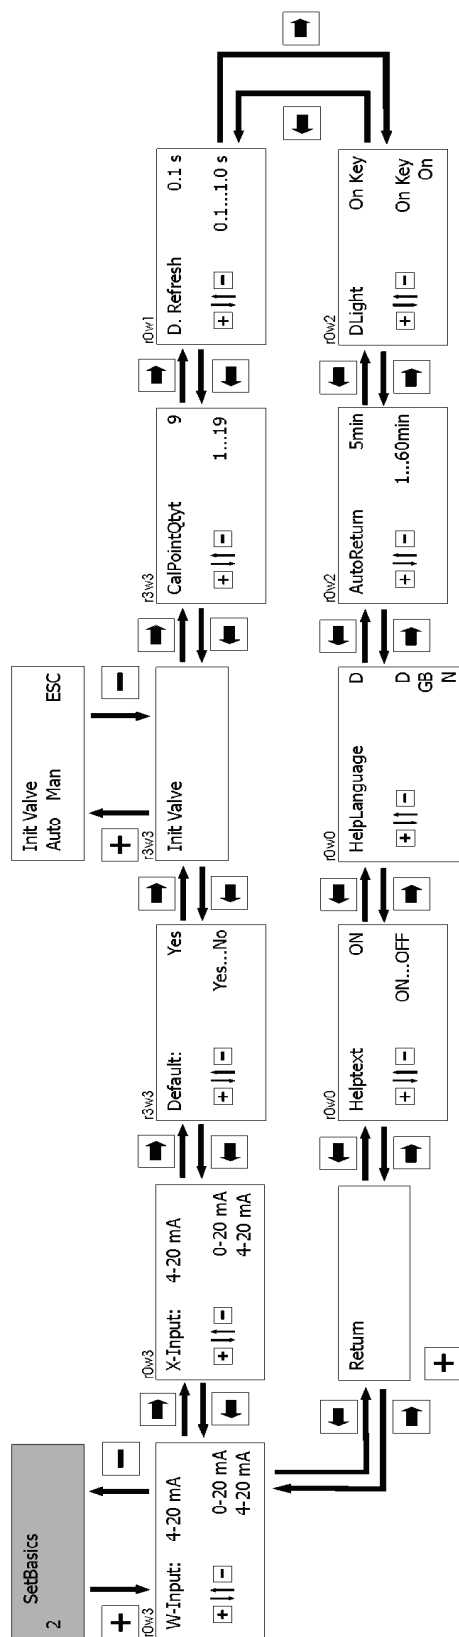 SetBasics
2
+
−
Init Valve
Auto Man ESC
+
−
r0w3
W-Input: 4-20 mA
+ − 0-20 mA
4-20 mA
r0w3
X-Input: 4-20 mA
+ − 0-20 mA
4-20 mA
r3w3
Default: Yes
+ − Yes...No
r3w3
Init Valve
r3w3
CalPointQtyt 9
+ − 1...19
r0w1
D. Refresh 0.1 s
+ − 0.1...1.0 s
Return
+
r0w0
Helptext ON
+ − ON...OFF
r0w0
HelpLanguage D
+ − D
GB
N
r0w2
AutoReturn 5min
+ − 1...60min
r0w2
DLight On Key
+ − On Key
On